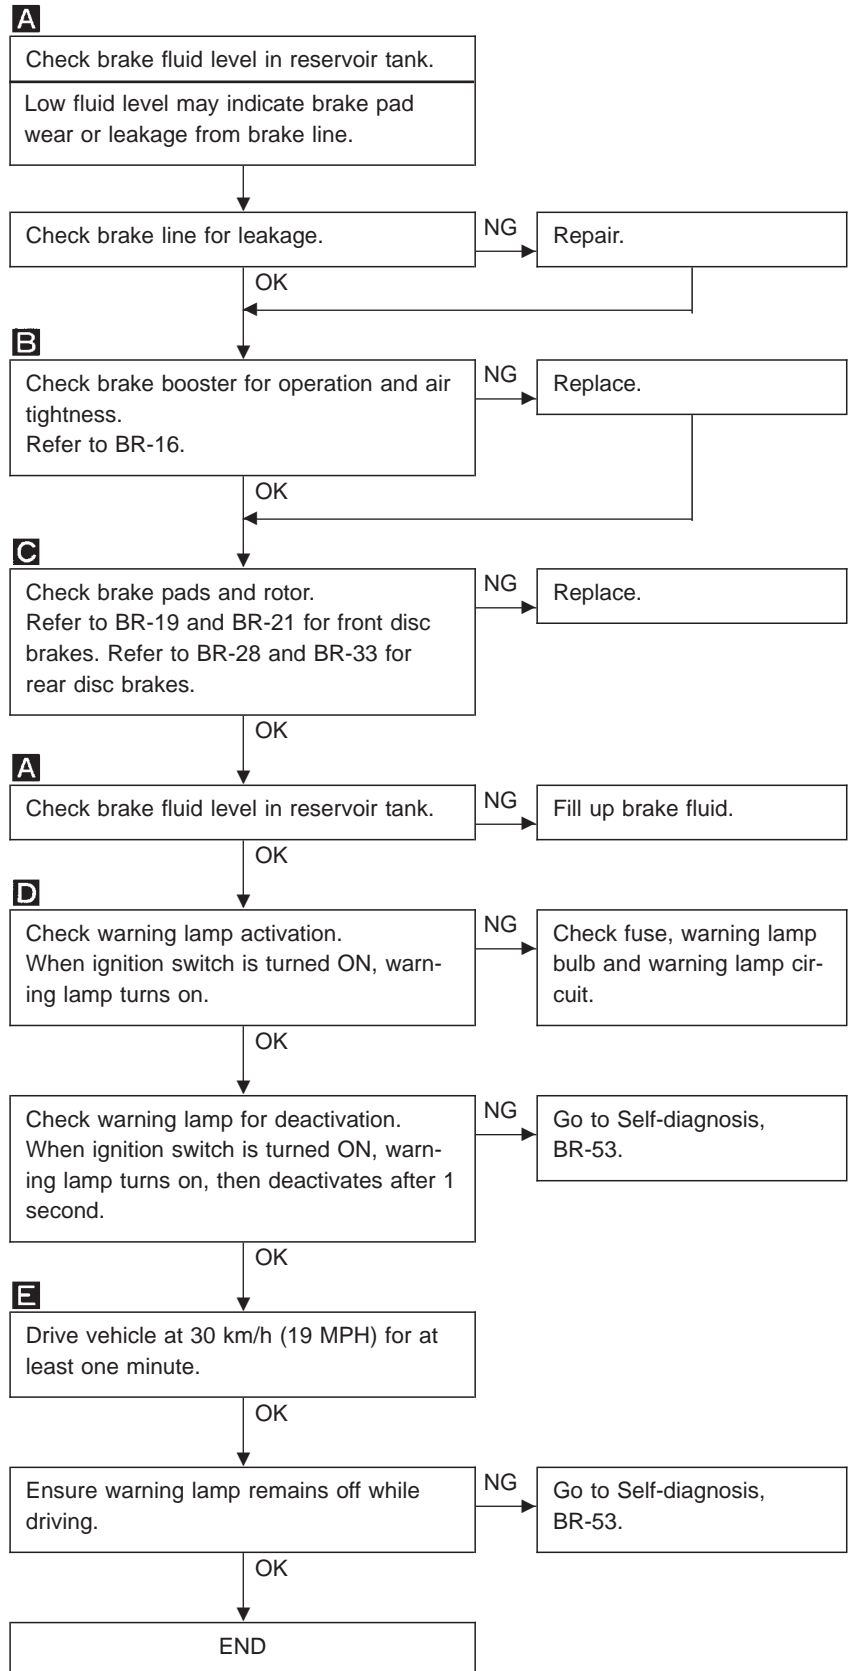 A
Check brake fluid level in reservoir tank.
Low fluid level may indicate brake pad
wear or leakage from brake line.
Check brake line for leakage.
NG
Repair.
OK
B
Check brake booster for operation and air
tightness.
Refer to BR-16.
NG
Replace.
OK
C
Check brake pads and rotor.
Refer to BR-19 and BR-21 for front disc
brakes. Refer to BR-28 and BR-33 for
rear disc brakes.
NG
Replace.
OK
A
Check brake fluid level in reservoir tank.
NG
Fill up brake fluid.
OK
D
Check warning lamp activation.
When ignition switch is turned ON, warn-
ing lamp turns on.
NG
Check fuse, warning lamp
bulb and warning lamp cir-
cuit.
OK
Check warning lamp for deactivation.
When ignition switch is turned ON, warn-
ing lamp turns on, then deactivates after 1
second.
NG
Go to Self-diagnosis,
BR-53.
OK
E
Drive vehicle at 30 km/h (19 MPH) for at
least one minute.
OK
Ensure warning lamp remains off while
driving.
NG
Go to Self-diagnosis,
BR-53.
OK
END